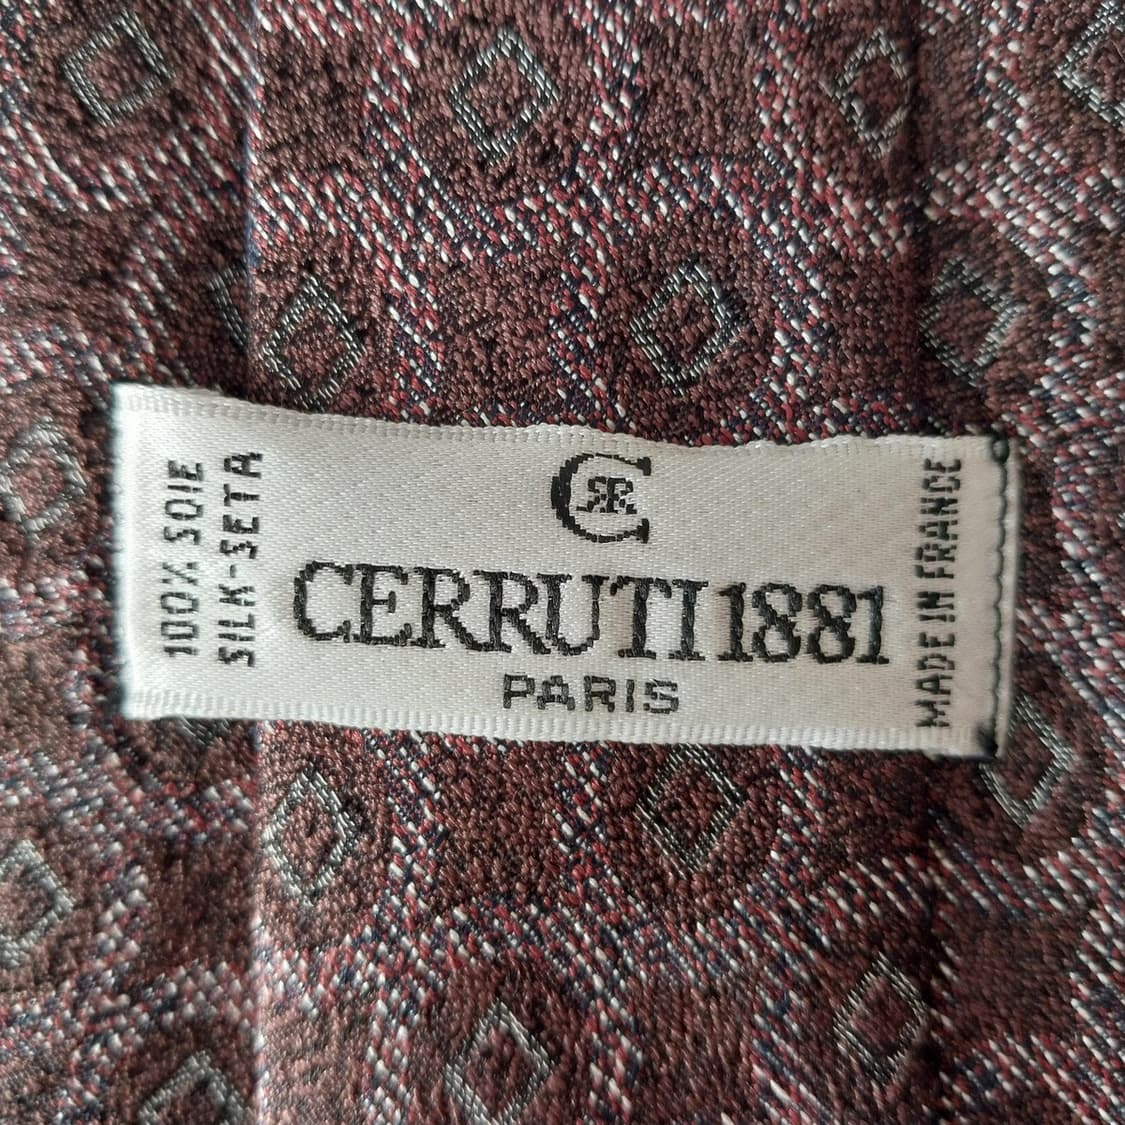 100% SOIE
SILK-SETA
CERRUTI 1881
PARIS
MADE IN FRANCE